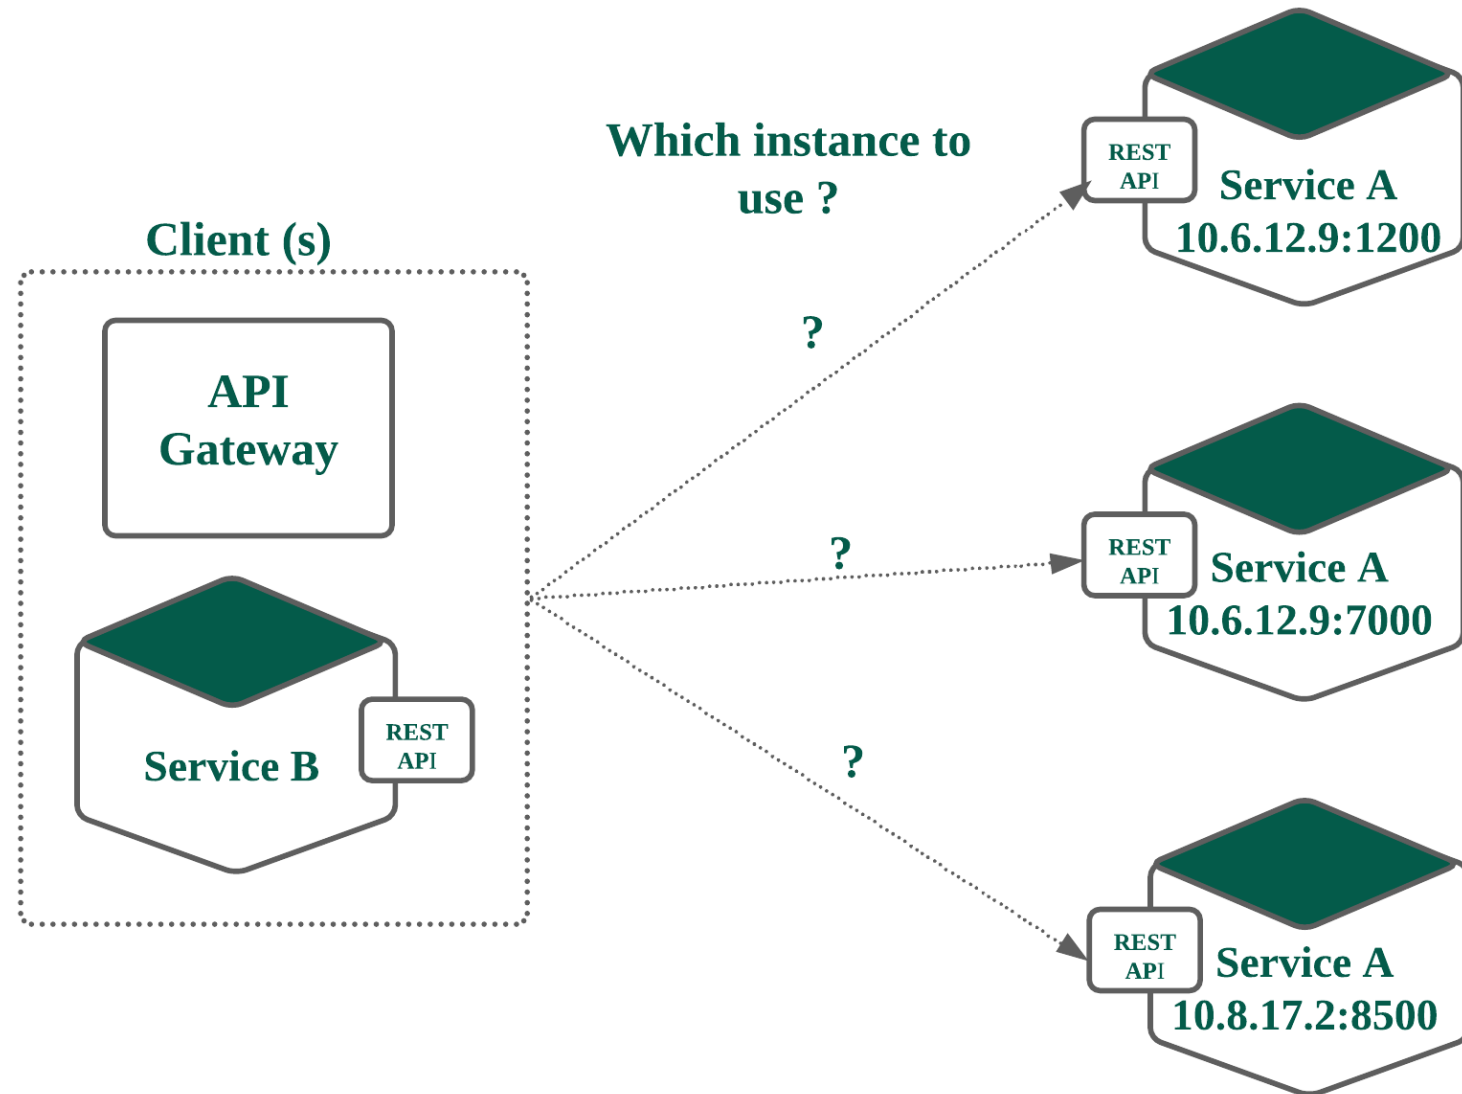 Which instance to
use ?
Client (s)
API
Gateway
Service B
REST
API
?
?
?
REST
API
Service A
10.6.12.9:1200
REST
API
Service A
10.6.12.9:7000
REST
API
Service A
10.8.17.2:8500